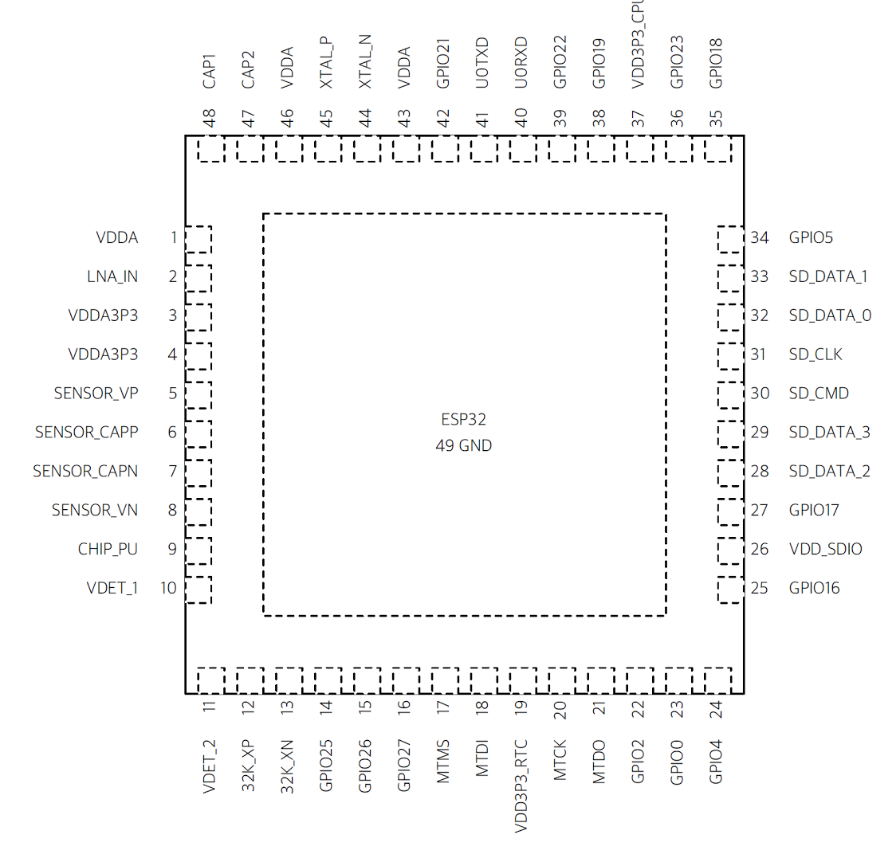 CAP1
CAP2
VDDA
XTAL_P
XTAL_N
VDDA
GPIO21
U0TXD
U0RXD
GPIO22
GPIO19
VDD3P3_CPU
GPIO23
GPIO18
48
47
46
45
44
43
42
41
40
39
38
37
36
35
VDDA 1
LNA_IN 2
VDDA3P3 3
VDDA3P3 4
SENSOR_VP 5
SENSOR_CAPP 6
SENSOR_CAPN 7
SENSOR_VN 8
CHIP_PU 9
VDET_1 10
ESP32
49 GND
34 GPIO5
33 SD_DATA_1
32 SD_DATA_0
31 SD_CLK
30 SD_CMD
29 SD_DATA_3
28 SD_DATA_2
27 GPIO17
26 VDD_SDIO
25 GPIO16
11
12
13
14
15
16
17
18
19
20
21
22
23
24
VDET_2
32K_XP
32K_XN
GPIO25
GPIO26
GPIO27
MTMS
MTDI
VDD3P3_RTC
MTCK
MTDO
GPIO2
GPIO0
GPIO4